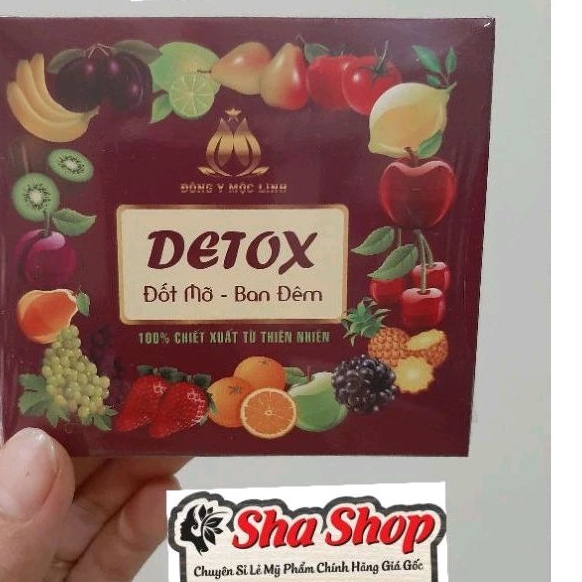 ĐÔNG Y MỘC LINH
DETOX
Đốt Mỡ - Ban Đêm
100% CHIẾT XUẤT TỪ THIÊN NHIÊN
Sha Shop
Chuyên Sỉ Lẻ Mỹ Phẩm Chính Hãng Giá Gốc